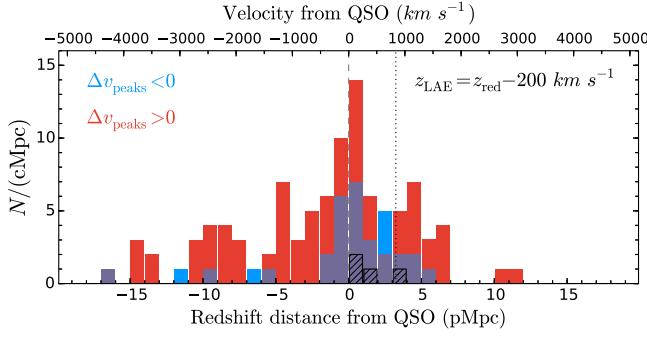 Velocity from QSO (km s⁻¹)
−5000 −4000 −3000 −2000 −1000 0 1000 2000 3000 4000 5000
15
10
5
0
N/(cMpc)
Δv_peaks <0
Δv_peaks >0
z_LAE = z_red −200 km s⁻¹
−15 −10 −5 0 5 10 15
Redshift distance from QSO (pMpc)